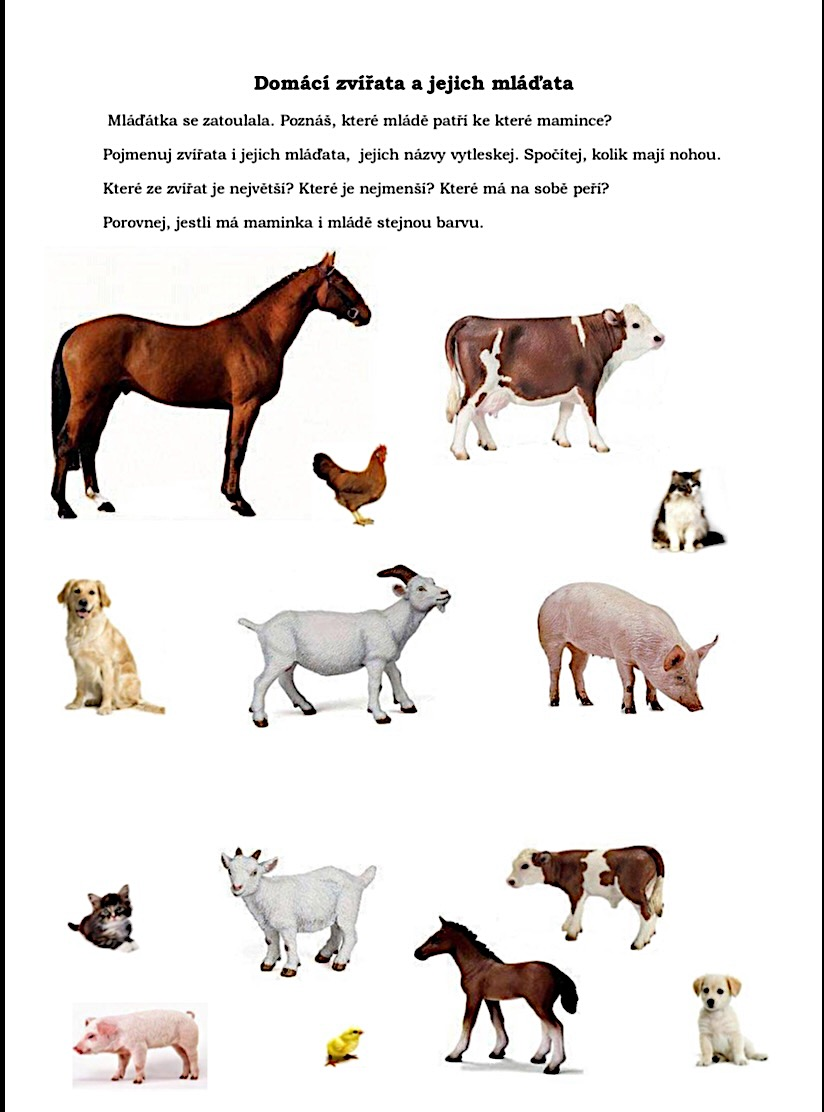 Domácí zvířata a jejich mláďata
Mláďátka se zatoulala. Poznáš, které mládě patří ke které mamince?
Pojmenuj zvířata i jejich mláďata, jejich názvy vytleskej. Spočítej, kolik mají nohou.
Které ze zvířat je největší? Které je nejmenší? Které má na sobě peří?
Porovnej, jestli má maminka i mládě stejnou barvu.